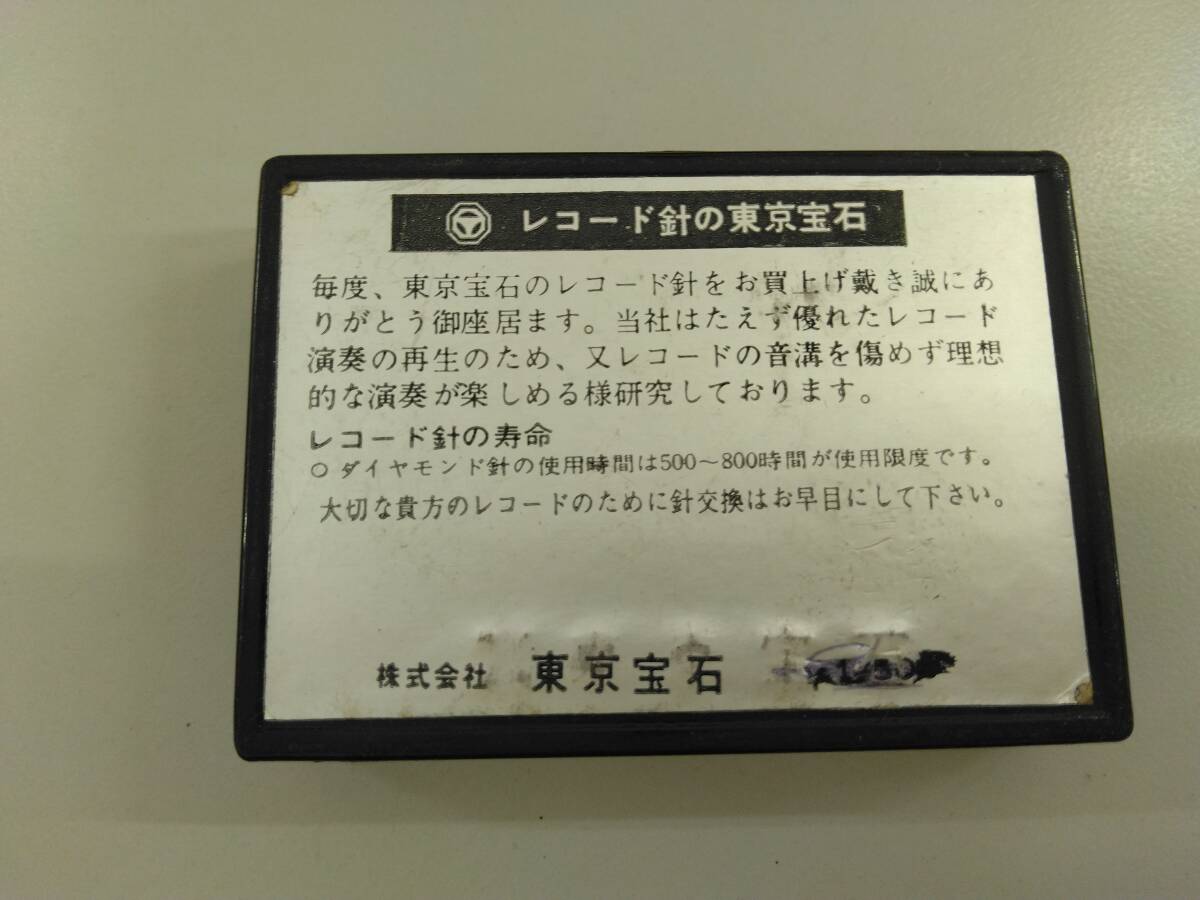 レコード針の東京宝石
毎度、東京宝石のレコード針をお買上げ戴き誠にあ
りがとう御座居ます。当社はたえず優れたレコード
演奏の再生のため、又レコードの音溝を傷めず理想
的な演奏が楽しめる様研究しております。
レコード針の寿命
○ダイヤモンド針の使用時間は500～800時間が使用限度です。
大切な貴方のレコードのために針交換はお早目にして下さい。
株式会社 東京宝石